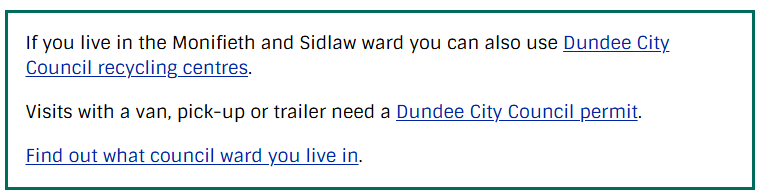 If you live in the Monifieth and Sidlaw ward you can also use Dundee City
Council recycling centres.
Visits with a van, pick-up or trailer need a Dundee City Council permit.
Find out what council ward you live in.